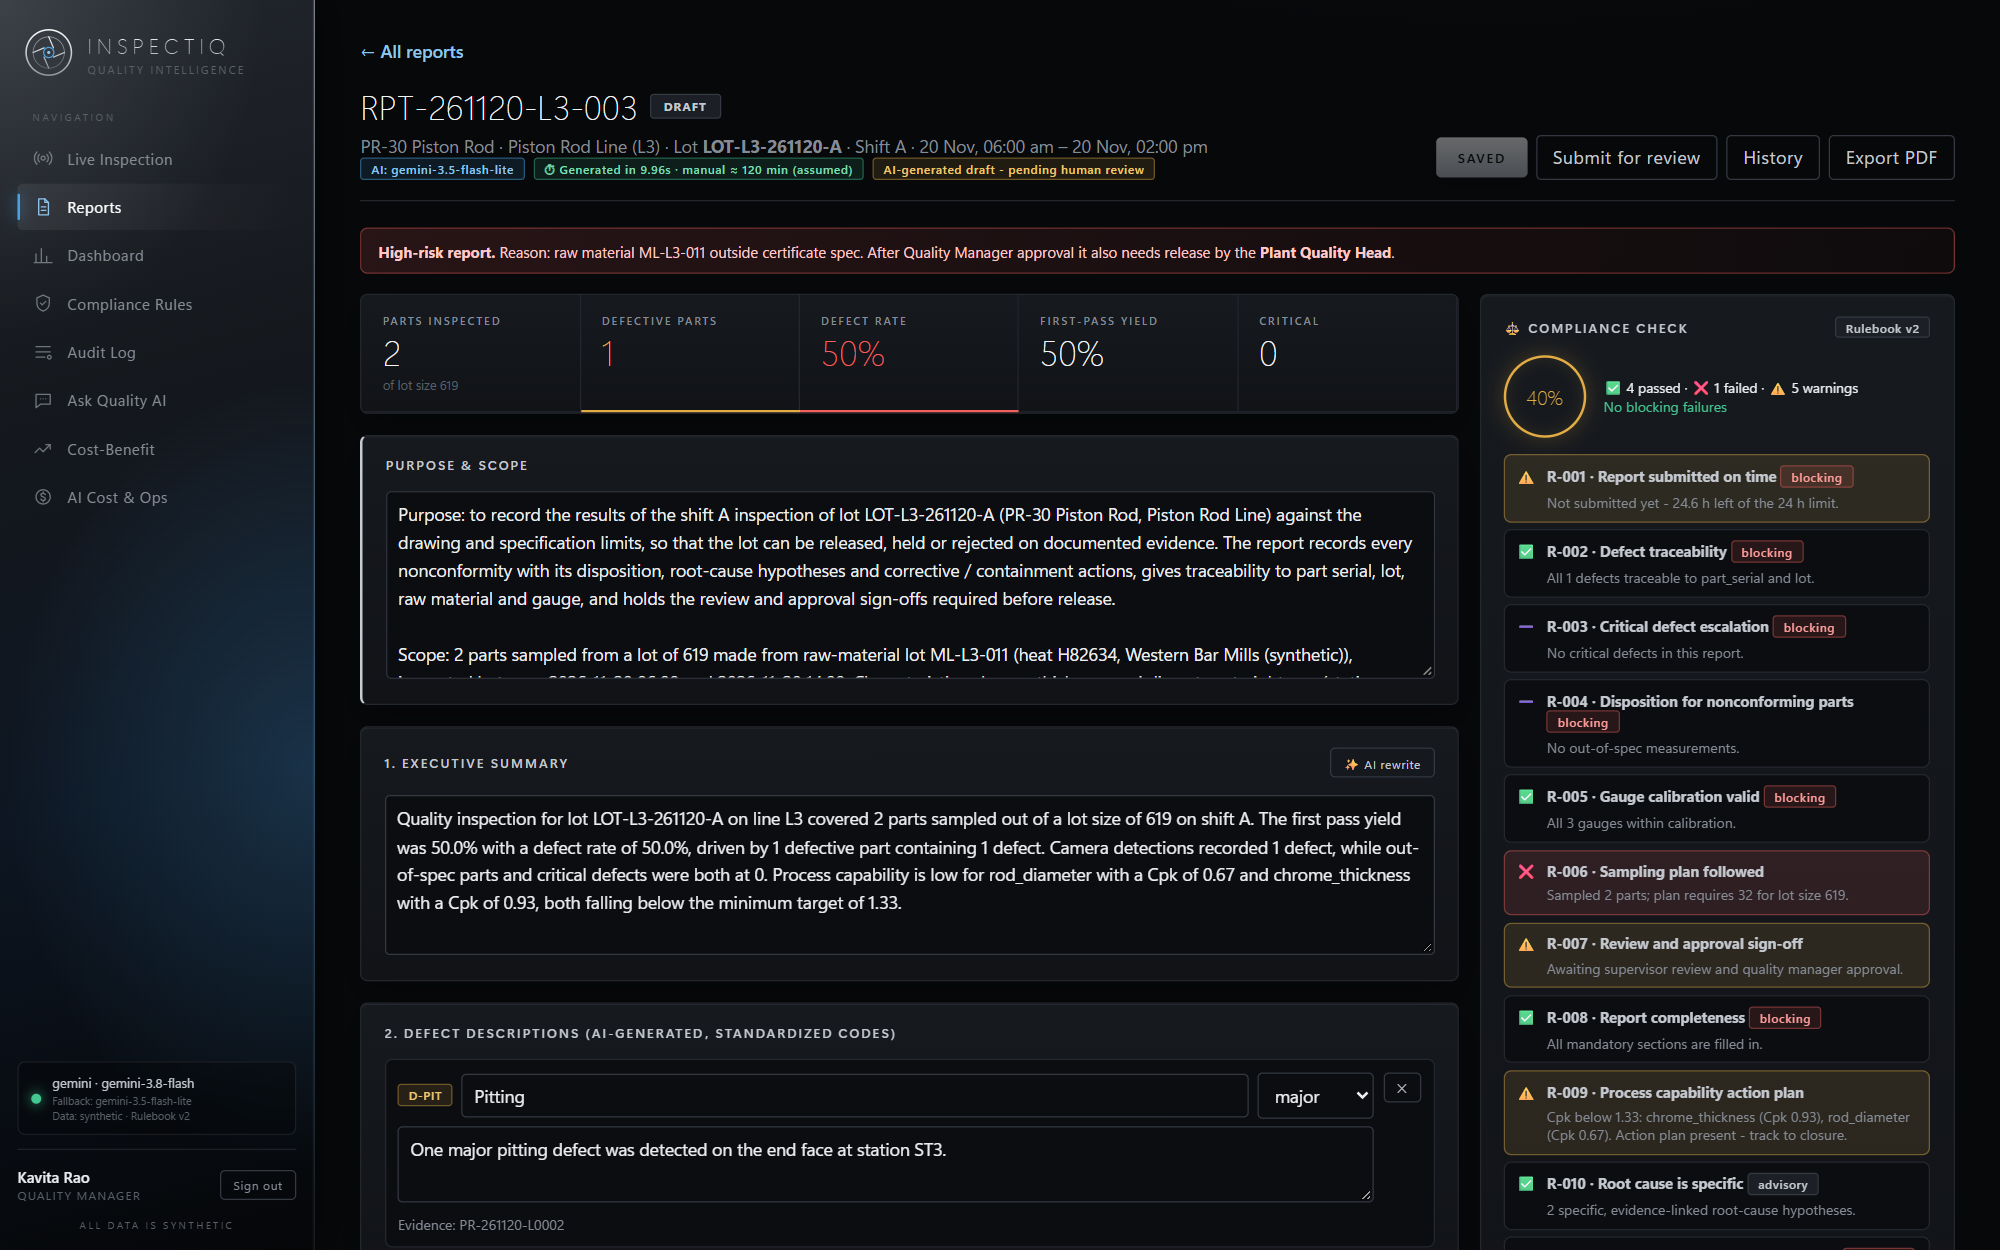 INSPECTIQ
QUALITY INTELLIGENCE
NAVIGATION
Live Inspection
Reports
Dashboard
Compliance Rules
Audit Log
Ask Quality AI
Cost-Benefit
AI Cost & Ops
gemini · gemini-3.8-flash
Fallback: gemini-3.5-flash-lite
Data: synthetic · Rulebook v2
Kavita Rao
QUALITY MANAGER
Sign out
ALL DATA IS SYNTHETIC
← All reports
RPT-261120-L3-003 DRAFT
PR-30 Piston Rod · Piston Rod Line (L3) · Lot LOT-L3-261120-A · Shift A · 20 Nov, 06:00 am – 20 Nov, 02:00 pm
AI: gemini-3.5-flash-lite
Generated in 9.96s · manual ≈ 120 min (assumed)
AI-generated draft - pending human review
SAVED
Submit for review
History
Export PDF
High-risk report. Reason: raw material ML-L3-011 outside certificate spec. After Quality Manager approval it also needs release by the Plant Quality Head.
PARTS INSPECTED
2
of lot size 619
DEFECTIVE PARTS
1
DEFECT RATE
50%
FIRST-PASS YIELD
50%
CRITICAL
0
PURPOSE & SCOPE
Purpose: to record the results of the shift A inspection of lot LOT-L3-261120-A (PR-30 Piston Rod, Piston Rod Line) against the
drawing and specification limits, so that the lot can be released, held or rejected on documented evidence. The report records every
nonconformity with its disposition, root-cause hypotheses and corrective / containment actions, gives traceability to part serial, lot,
raw material and gauge, and holds the review and approval sign-offs required before release.
Scope: 2 parts sampled from a lot of 619 made from raw-material lot ML-L3-011 (heat H82634, Western Bar Mills (synthetic)),
1. EXECUTIVE SUMMARY
AI rewrite
Quality inspection for lot LOT-L3-261120-A on line L3 covered 2 parts sampled out of a lot size of 619 on shift A. The first pass yield
was 50.0% with a defect rate of 50.0%, driven by 1 defective part containing 1 defect. Camera detections recorded 1 defect, while out-
of-spec parts and critical defects were both at 0. Process capability is low for rod_diameter with a Cpk of 0.67 and chrome_thickness
with a Cpk of 0.93, both falling below the minimum target of 1.33.
2. DEFECT DESCRIPTIONS (AI-GENERATED, STANDARDIZED CODES)
D-PIT
Pitting
major
One major pitting defect was detected on the end face at station ST3.
Evidence: PR-261120-L0002
COMPLIANCE CHECK
Rulebook v2
40%
4 passed · 1 failed · 5 warnings
No blocking failures
R-001 · Report submitted on time blocking
Not submitted yet - 24.6 h left of the 24 h limit.
R-002 · Defect traceability blocking
All 1 defects traceable to part_serial and lot.
R-003 · Critical defect escalation blocking
No critical defects in this report.
R-004 · Disposition for nonconforming parts
blocking
No out-of-spec measurements.
R-005 · Gauge calibration valid blocking
All 3 gauges within calibration.
R-006 · Sampling plan followed
Sampled 2 parts; plan requires 32 for lot size 619.
R-007 · Review and approval sign-off
Awaiting supervisor review and quality manager approval.
R-008 · Report completeness blocking
All mandatory sections are filled in.
R-009 · Process capability action plan
Cpk below 1.33: chrome_thickness (Cpk 0.93), rod_diameter
(Cpk 0.67). Action plan present - track to closure.
R-010 · Root cause is specific advisory
2 specific, evidence-linked root-cause hypotheses.